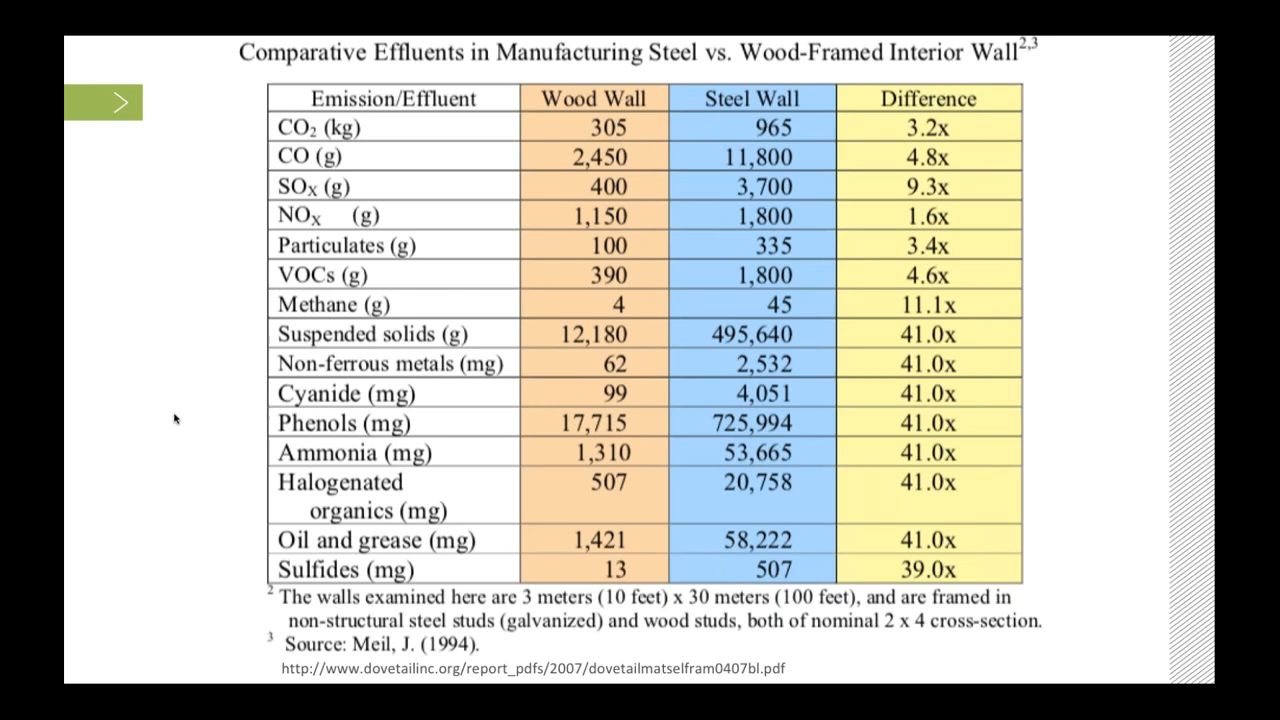 Comparative Effluents in Manufacturing Steel vs. Wood-Framed Interior Wall2,3
Emission/Effluent Wood Wall Steel Wall Difference
CO2 (kg) 305 965 3.2x
CO (g) 2,450 11,800 4.8x
SOx (g) 400 3,700 9.3x
NOx (g) 1,150 1,800 1.6x
Particulates (g) 100 335 3.4x
VOCs (g) 390 1,800 4.6x
Methane (g) 4 45 11.1x
Suspended solids (g) 12,180 495,640 41.0x
Non-ferrous metals (mg) 62 2,532 41.0x
Cyanide (mg) 99 4,051 41.0x
Phenols (mg) 17,715 725,994 41.0x
Ammonia (mg) 1,310 53,665 41.0x
Halogenated 507 20,758 41.0x
organics (mg)
Oil and grease (mg) 1,421 58,222 41.0x
Sulfides (mg) 13 507 39.0x
2 The walls examined here are 3 meters (10 feet) x 30 meters (100 feet), and are framed in
non-structural steel studs (galvanized) and wood studs, both of nominal 2 x 4 cross-section.
3 Source: Meil, J. (1994).
http://www.dovetailinc.org/report_pdfs/2007/dovetailmatselfram0407bl.pdf